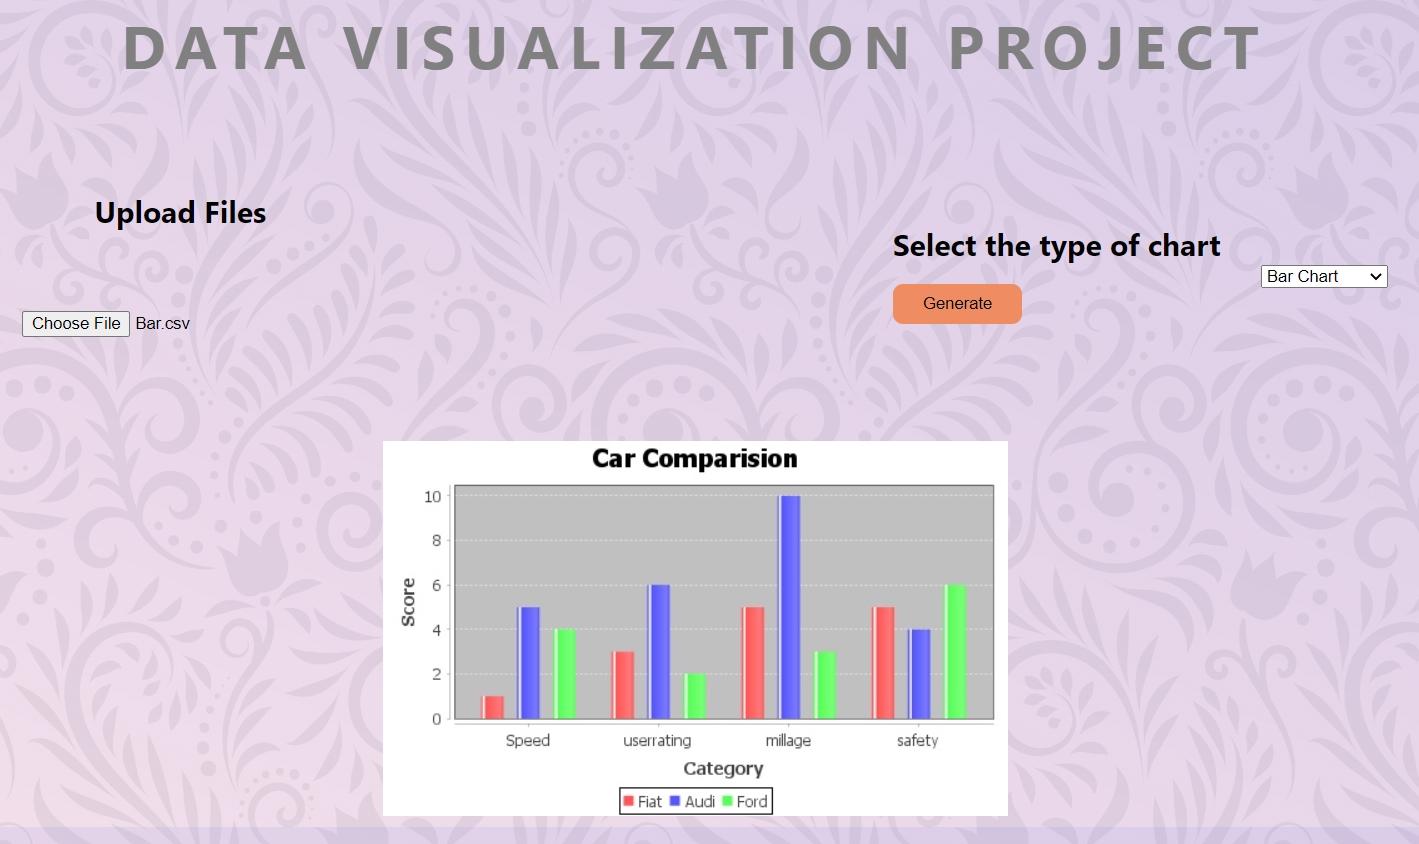 DATA VISUALIZATION PROJECT
Upload Files
Select the type of chart
Bar Chart
Generate
Choose File Bar.csv
Car Comparision
10
8
6
4
2
0
Score
Speed userrating millage safety
Category
Fiat Audi Ford